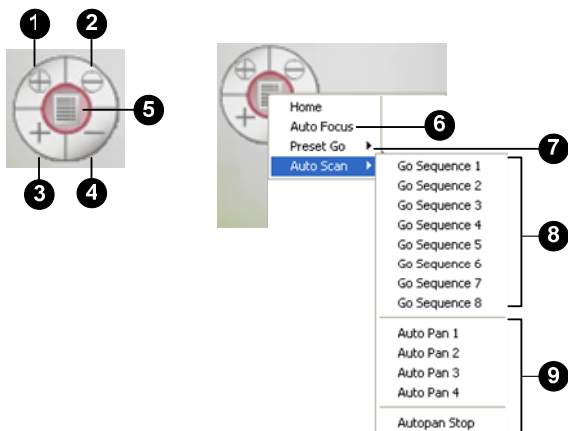 1
2
3
4
5
Home
Auto Focus
6
Preset Go
7
Auto Scan
Go Sequence 1
Go Sequence 2
Go Sequence 3
Go Sequence 4
Go Sequence 5
Go Sequence 6
Go Sequence 7
Go Sequence 8
8
Auto Pan 1
Auto Pan 2
Auto Pan 3
Auto Pan 4
9
Autopan Stop